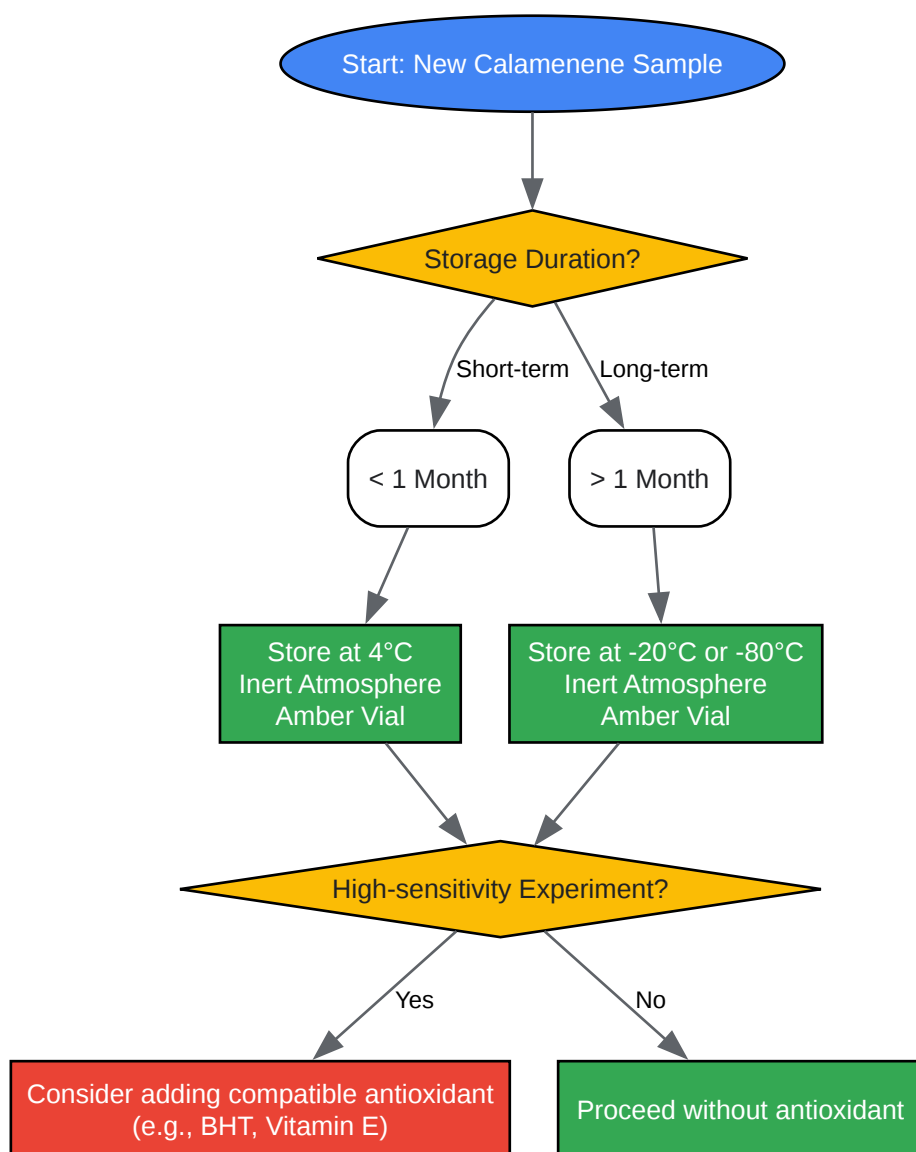 Start: New Calamenene Sample
Storage Duration?
Short-term
Long-term
< 1 Month
> 1 Month
Store at 4°C
Inert Atmosphere
Amber Vial
Store at -20°C or -80°C
Inert Atmosphere
Amber Vial
High-sensitivity Experiment?
Yes
No
Consider adding compatible antioxidant
(e.g., BHT, Vitamin E)
Proceed without antioxidant